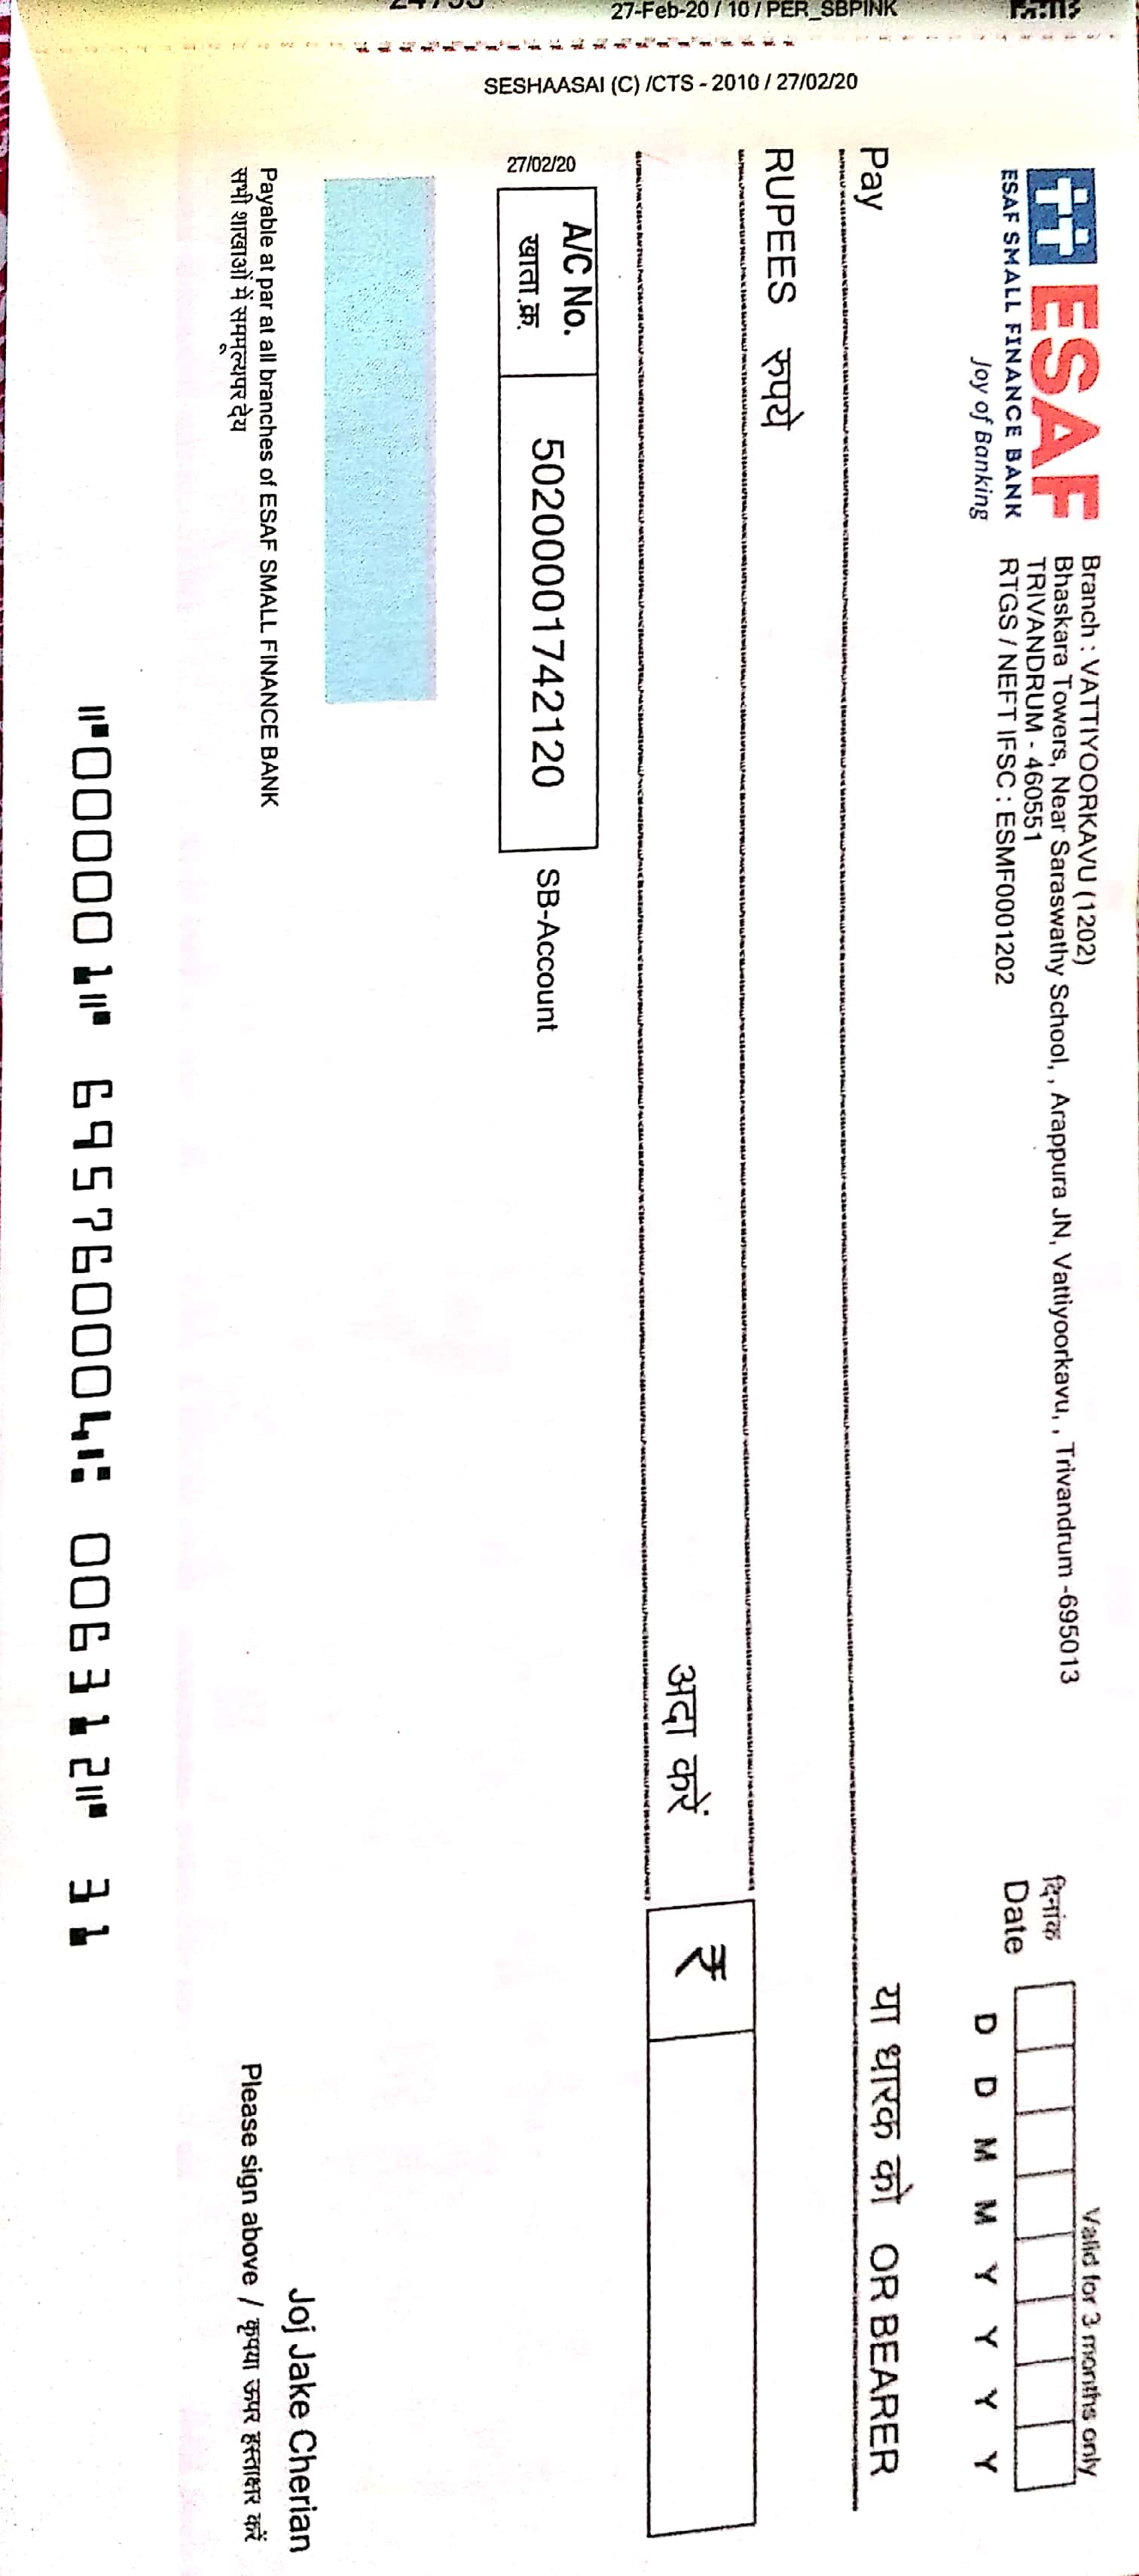 27-Feb-20 / 10 / PER_SBPINK
SESHAASAI (C) /CTS - 2010 / 27/02/20
ESAF
ESAF SMALL FINANCE BANK
Joy of Banking
Branch : VATTIYOORKAVU (1202)
Bhaskara Towers, Near Saraswathy School, , Arappura JN, Vattiyoorkavu, , Trivandrum -695013
TRIVANDRUM - 460551
RTGS / NEFT IFSC : ESMF0001202
Valid for 3 months only
दिनांक
Date
D D M M Y Y Y Y
Pay
या धारक को OR BEARER
RUPEES रुपये
अदा करें
₹
27/02/20
A/C No.
खाता क्र.
50200001742120
SB-Account
Payable at par at all branches of ESAF SMALL FINANCE BANK
सभी शाखाओं में सममूल्यपर देय
Joj Jake Cherian
Please sign above / कृपया ऊपर हस्ताक्षर करें
⑈000001⑈ 695760004⑆ 006312⑈ 31